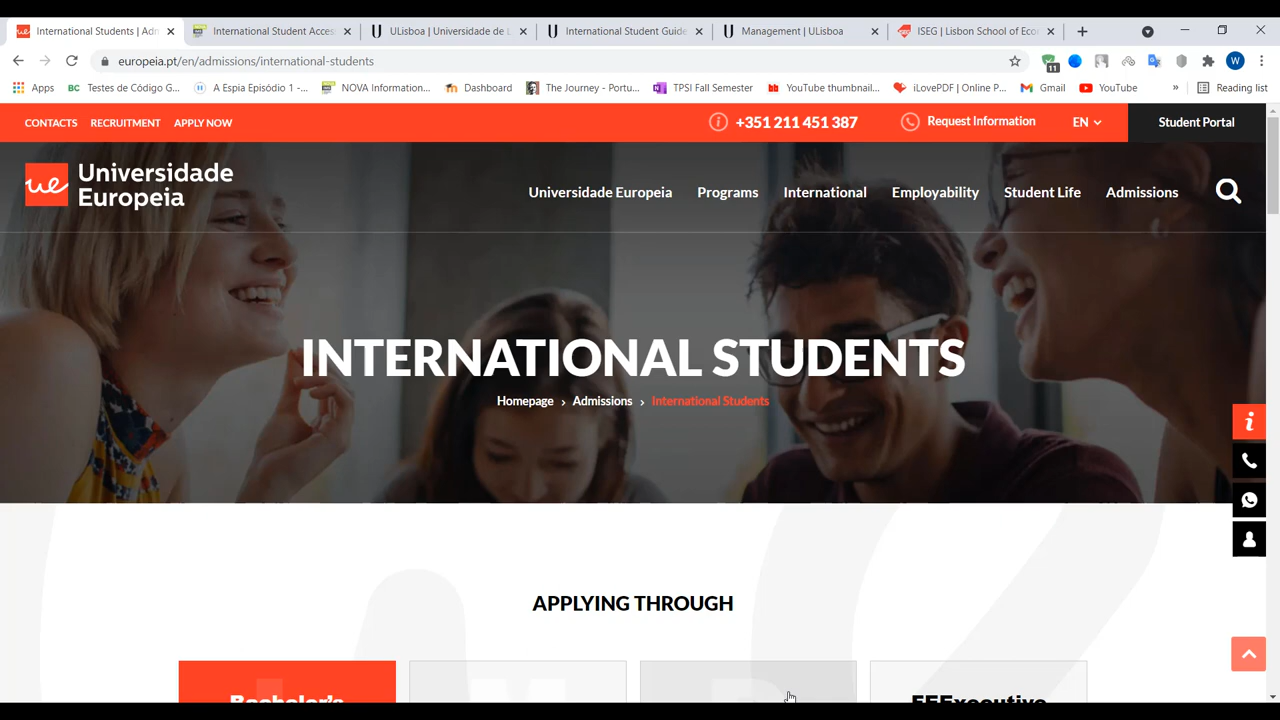 International Students | Adm
International Student Acces
ULisboa | Universidade de L
International Student Guide
Management | ULisboa
ISEG | Lisbon School of Eco
europeia.pt/en/admissions/international-students
11
W
Apps
BC Testes de Código G...
A Espia Episódio 1 -...
NOVA Information...
Dashboard
The Journey - Portu...
TPSI Fall Semester
bb YouTube thumbnail...
iLovePDF | Online P...
Gmail
YouTube
»
Reading list
CONTACTS RECRUITMENT APPLY NOW
+351 211 451 387
Request Information
EN
Student Portal
ue Universidade
Europeia
Universidade Europeia Programs International Employability Student Life Admissions
INTERNATIONAL STUDENTS
Homepage › Admissions › International Students
APPLYING THROUGH
Bachelor's